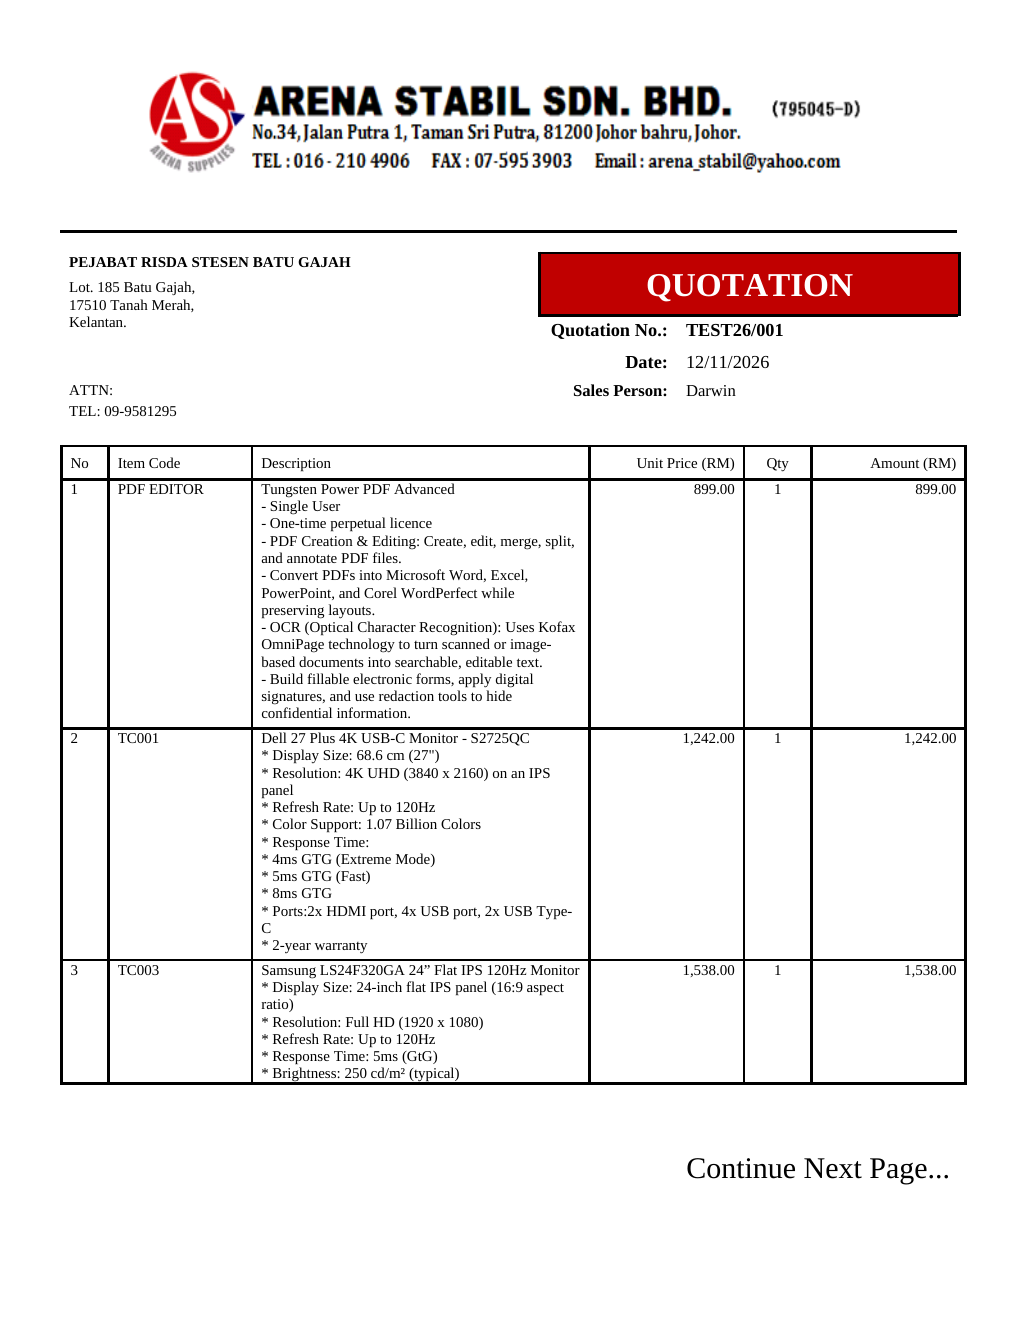 AS
ARENA SUPPLIES
ARENA STABIL SDN. BHD. (795045-D)
No.34, Jalan Putra 1, Taman Sri Putra, 81200 Johor bahru, Johor.
TEL : 016 - 210 4906 FAX : 07-595 3903 Email : arena_stabil@yahoo.com
PEJABAT RISDA STESEN BATU GAJAH
Lot. 185 Batu Gajah,
17510 Tanah Merah,
Kelantan.
ATTN:
TEL: 09-9581295
QUOTATION
Quotation No.: TEST26/001
Date: 12/11/2026
Sales Person: Darwin
No Item Code Description Unit Price (RM) Qty Amount (RM)
1 PDF EDITOR Tungsten Power PDF Advanced 899.00 1 899.00
- Single User
- One-time perpetual licence
- PDF Creation & Editing: Create, edit, merge, split,
and annotate PDF files.
- Convert PDFs into Microsoft Word, Excel,
PowerPoint, and Corel WordPerfect while
preserving layouts.
- OCR (Optical Character Recognition): Uses Kofax
OmniPage technology to turn scanned or image-
based documents into searchable, editable text.
- Build fillable electronic forms, apply digital
signatures, and use redaction tools to hide
confidential information.
2 TC001 Dell 27 Plus 4K USB-C Monitor - S2725QC 1,242.00 1 1,242.00
* Display Size: 68.6 cm (27")
* Resolution: 4K UHD (3840 x 2160) on an IPS
panel
* Refresh Rate: Up to 120Hz
* Color Support: 1.07 Billion Colors
* Response Time:
* 4ms GTG (Extreme Mode)
* 5ms GTG (Fast)
* 8ms GTG
* Ports:2x HDMI port, 4x USB port, 2x USB Type-
C
* 2-year warranty
3 TC003 Samsung LS24F320GA 24” Flat IPS 120Hz Monitor 1,538.00 1 1,538.00
* Display Size: 24-inch flat IPS panel (16:9 aspect
ratio)
* Resolution: Full HD (1920 x 1080)
* Refresh Rate: Up to 120Hz
* Response Time: 5ms (GtG)
* Brightness: 250 cd/m² (typical)
Continue Next Page...